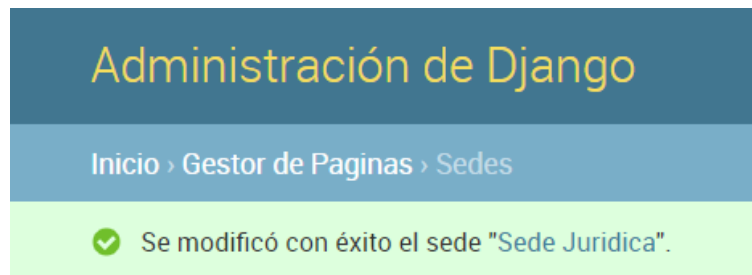 Administración de Django
Inicio › Gestor de Paginas › Sedes
Se modificó con éxito el sede "Sede Juridica".